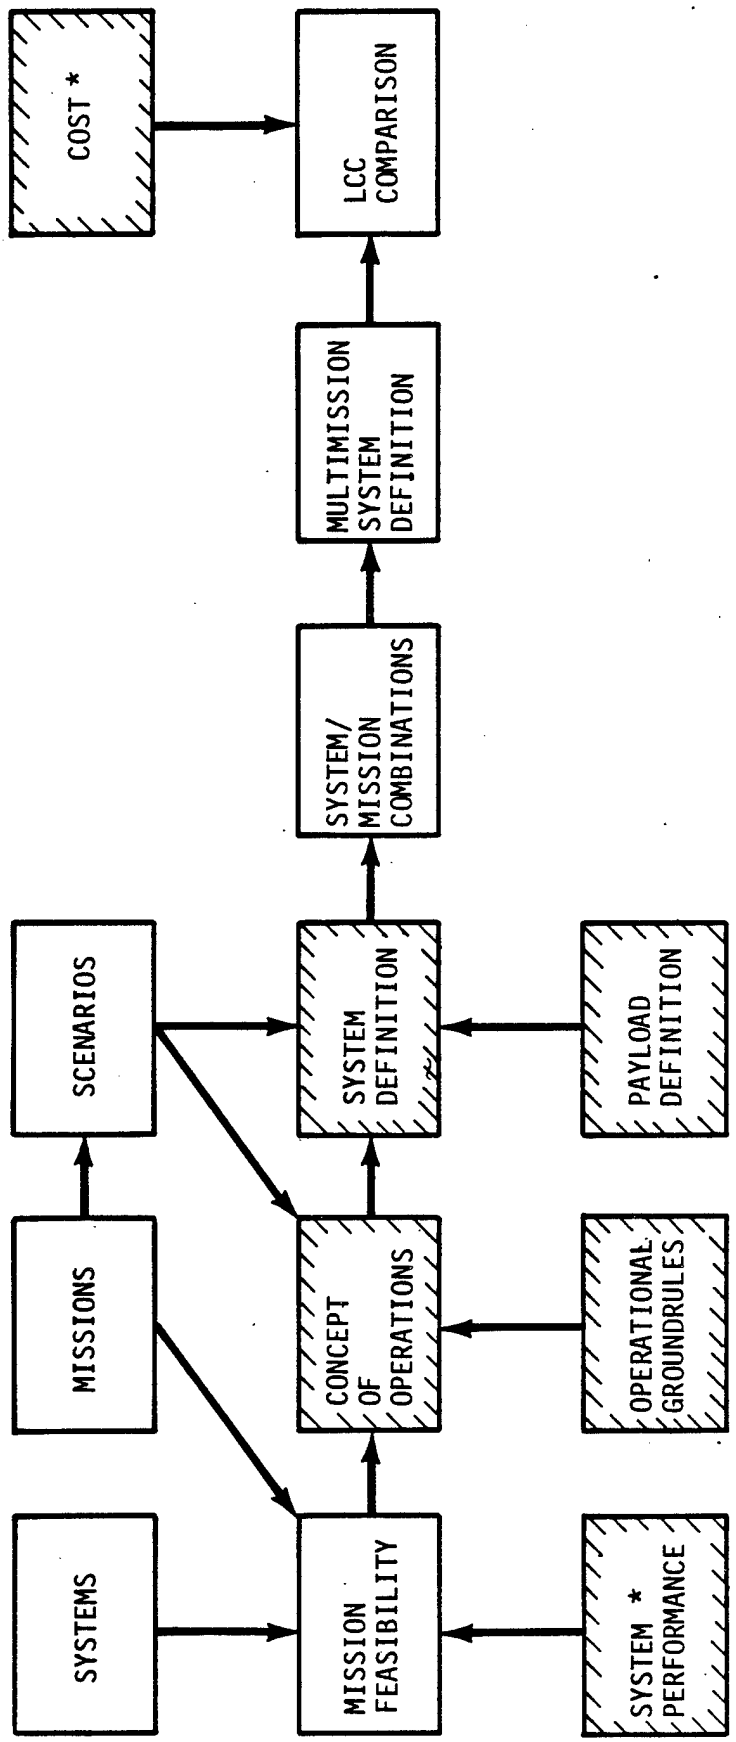 SYSTEMS
MISSIONS
SCENARIOS
COST *
MISSION
FEASIBILITY
CONCEPT
OF
OPERATIONS
SYSTEM
DEFINITION
SYSTEM/
MISSION
COMBINATIONS
MULTIMISSION
SYSTEM
DEFINITION
LCC
COMPARISON
SYSTEM *
PERFORMANCE
OPERATIONAL
GROUNDRULES
PAYLOAD
DEFINITION